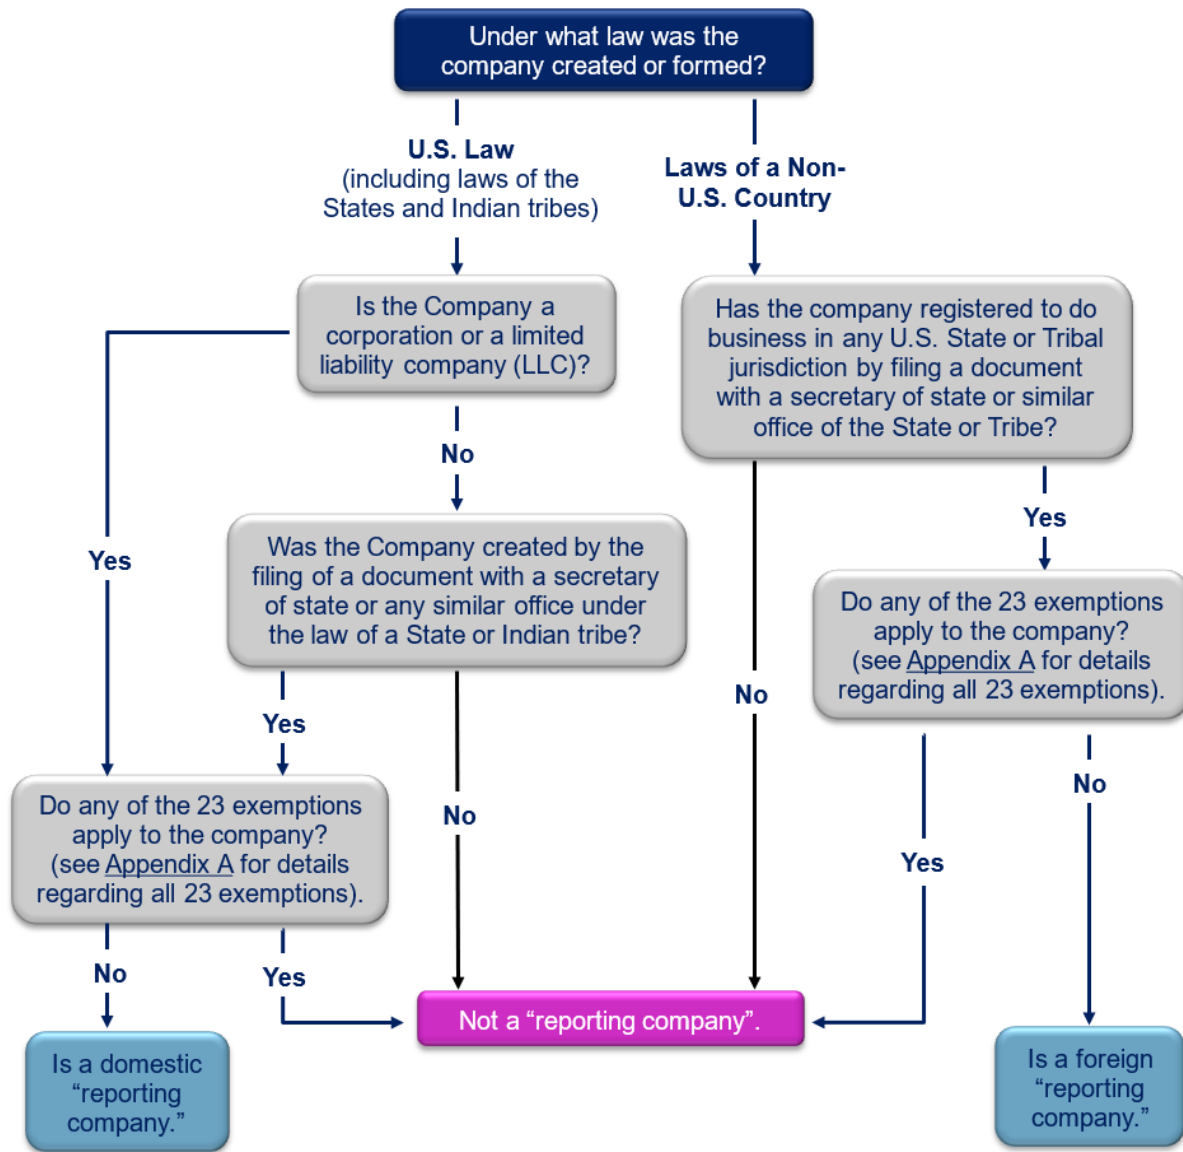 Under what law was the
company created or formed?
U.S. Law
(including laws of the
States and Indian tribes)
Laws of a Non-
U.S. Country
Is the Company a
corporation or a limited
liability company (LLC)?
Has the company registered to do
business in any U.S. State or Tribal
jurisdiction by filing a document
with a secretary of state or similar
office of the State or Tribe?
No
Yes
Yes
Was the Company created by the
filing of a document with a secretary
of state or any similar office under
the law of a State or Indian tribe?
Do any of the 23 exemptions
apply to the company?
(see Appendix A for details
regarding all 23 exemptions).
Yes
No
No
No
Yes
Do any of the 23 exemptions
apply to the company?
(see Appendix A for details
regarding all 23 exemptions).
No
Yes
Not a “reporting company”.
Is a domestic
“reporting
company.”
Is a foreign
“reporting
company.”